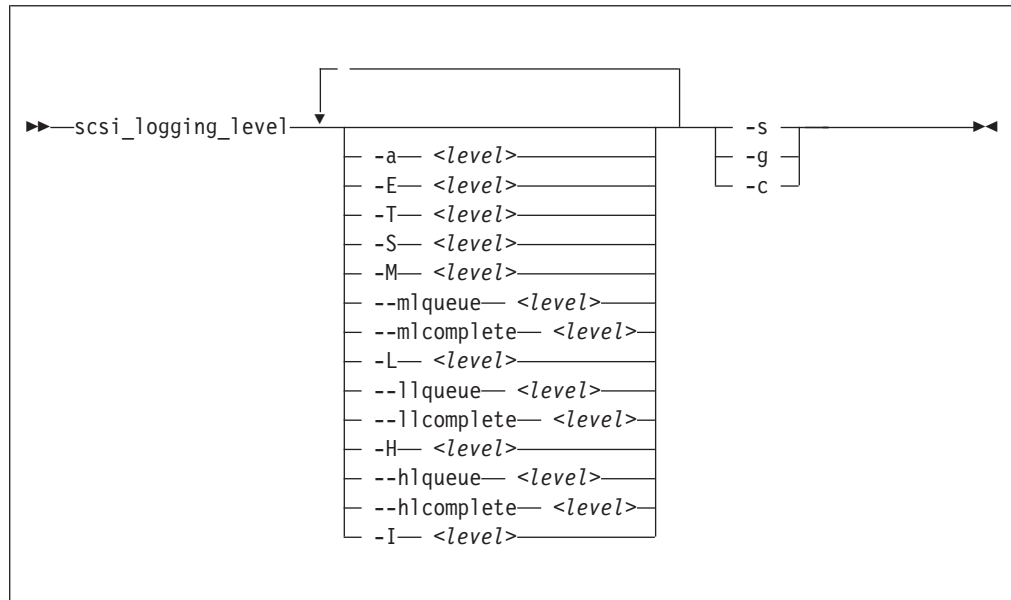 scsi_logging_level -s
-a <level> -g
-E <level> -c
-T <level>
-S <level>
-M <level>
--mlqueue <level>
--mlcomplete <level>
-L <level>
--llqueue <level>
--llcomplete <level>
-H <level>
--hlqueue <level>
--hlcomplete <level>
-I <level>